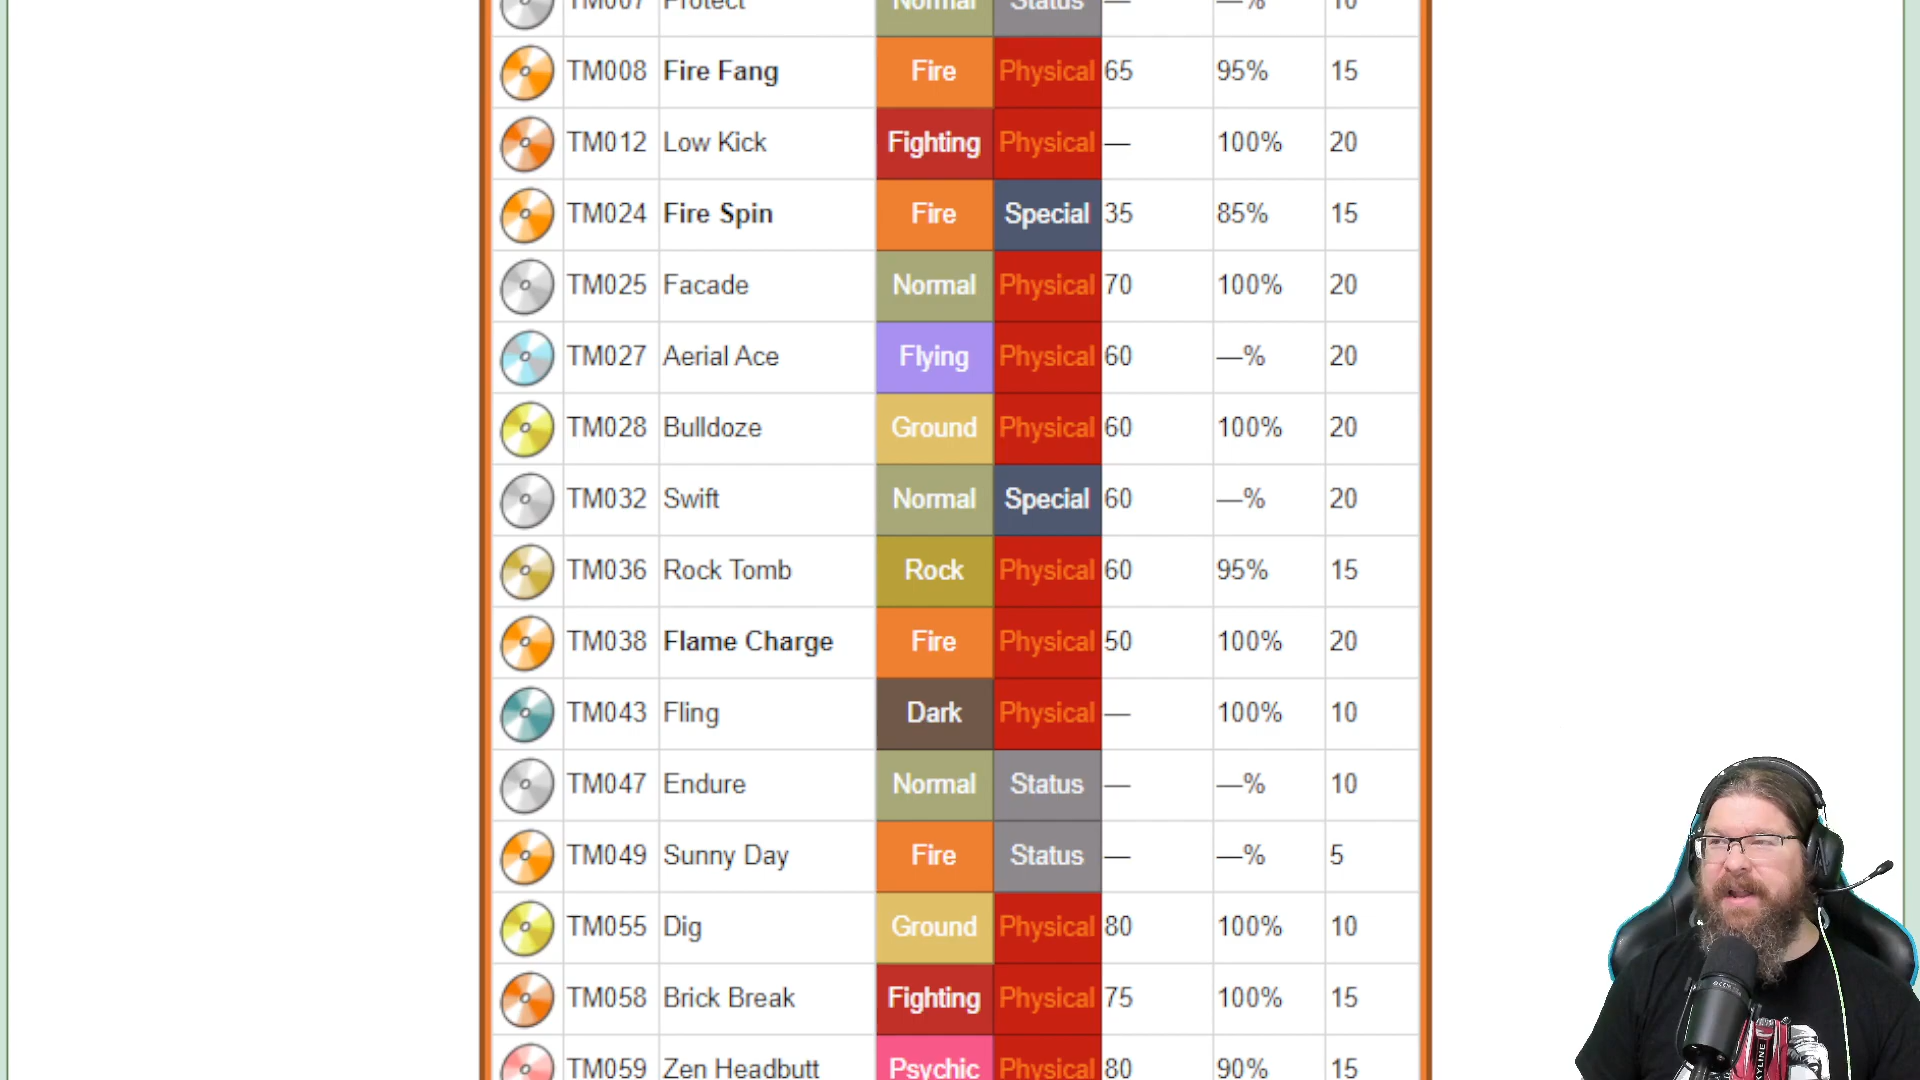 TM007 Protect Normal Status — —% 10
TM008 Fire Fang Fire Physical 65 95% 15
TM012 Low Kick Fighting Physical — 100% 20
TM024 Fire Spin Fire Special 35 85% 15
TM025 Facade Normal Physical 70 100% 20
TM027 Aerial Ace Flying Physical 60 —% 20
TM028 Bulldoze Ground Physical 60 100% 20
TM032 Swift Normal Special 60 —% 20
TM036 Rock Tomb Rock Physical 60 95% 15
TM038 Flame Charge Fire Physical 50 100% 20
TM043 Fling Dark Physical — 100% 10
TM047 Endure Normal Status — —% 10
TM049 Sunny Day Fire Status — —% 5
TM055 Dig Ground Physical 80 100% 10
TM058 Brick Break Fighting Physical 75 100% 15
TM059 Zen Headbutt Psychic Physical 80 90% 15